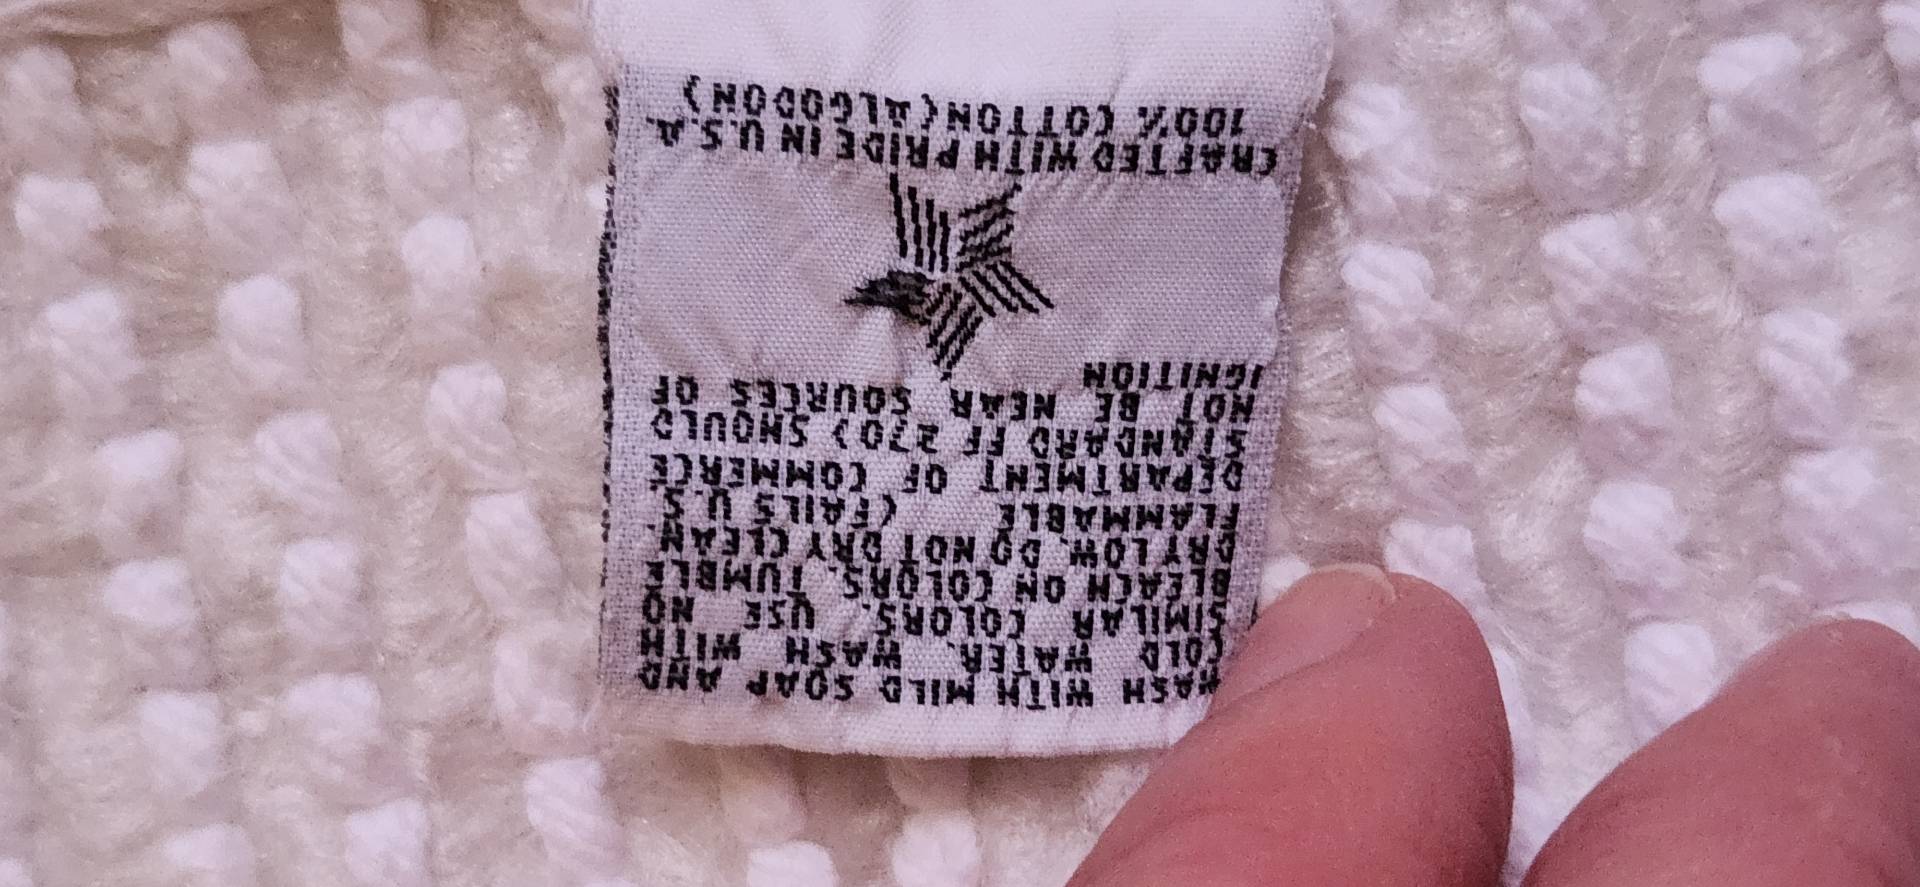 WASH WITH MILD SOAP AND
COLD WATER. WASH WITH
SIMILAR COLORS. USE NO
BLEACH ON COLORS. TUMBLE
DRY LOW. DO NOT DRY CLEAN.
FLAMMABLE (FAILS U.S.
DEPARTMENT OF COMMERCE
STANDARD FF 270) SHOULD
NOT BE NEAR SOURCES OF
IGNITION
CRAFTED WITH PRIDE IN U.S.A.
100% COTTON (ALGODON)